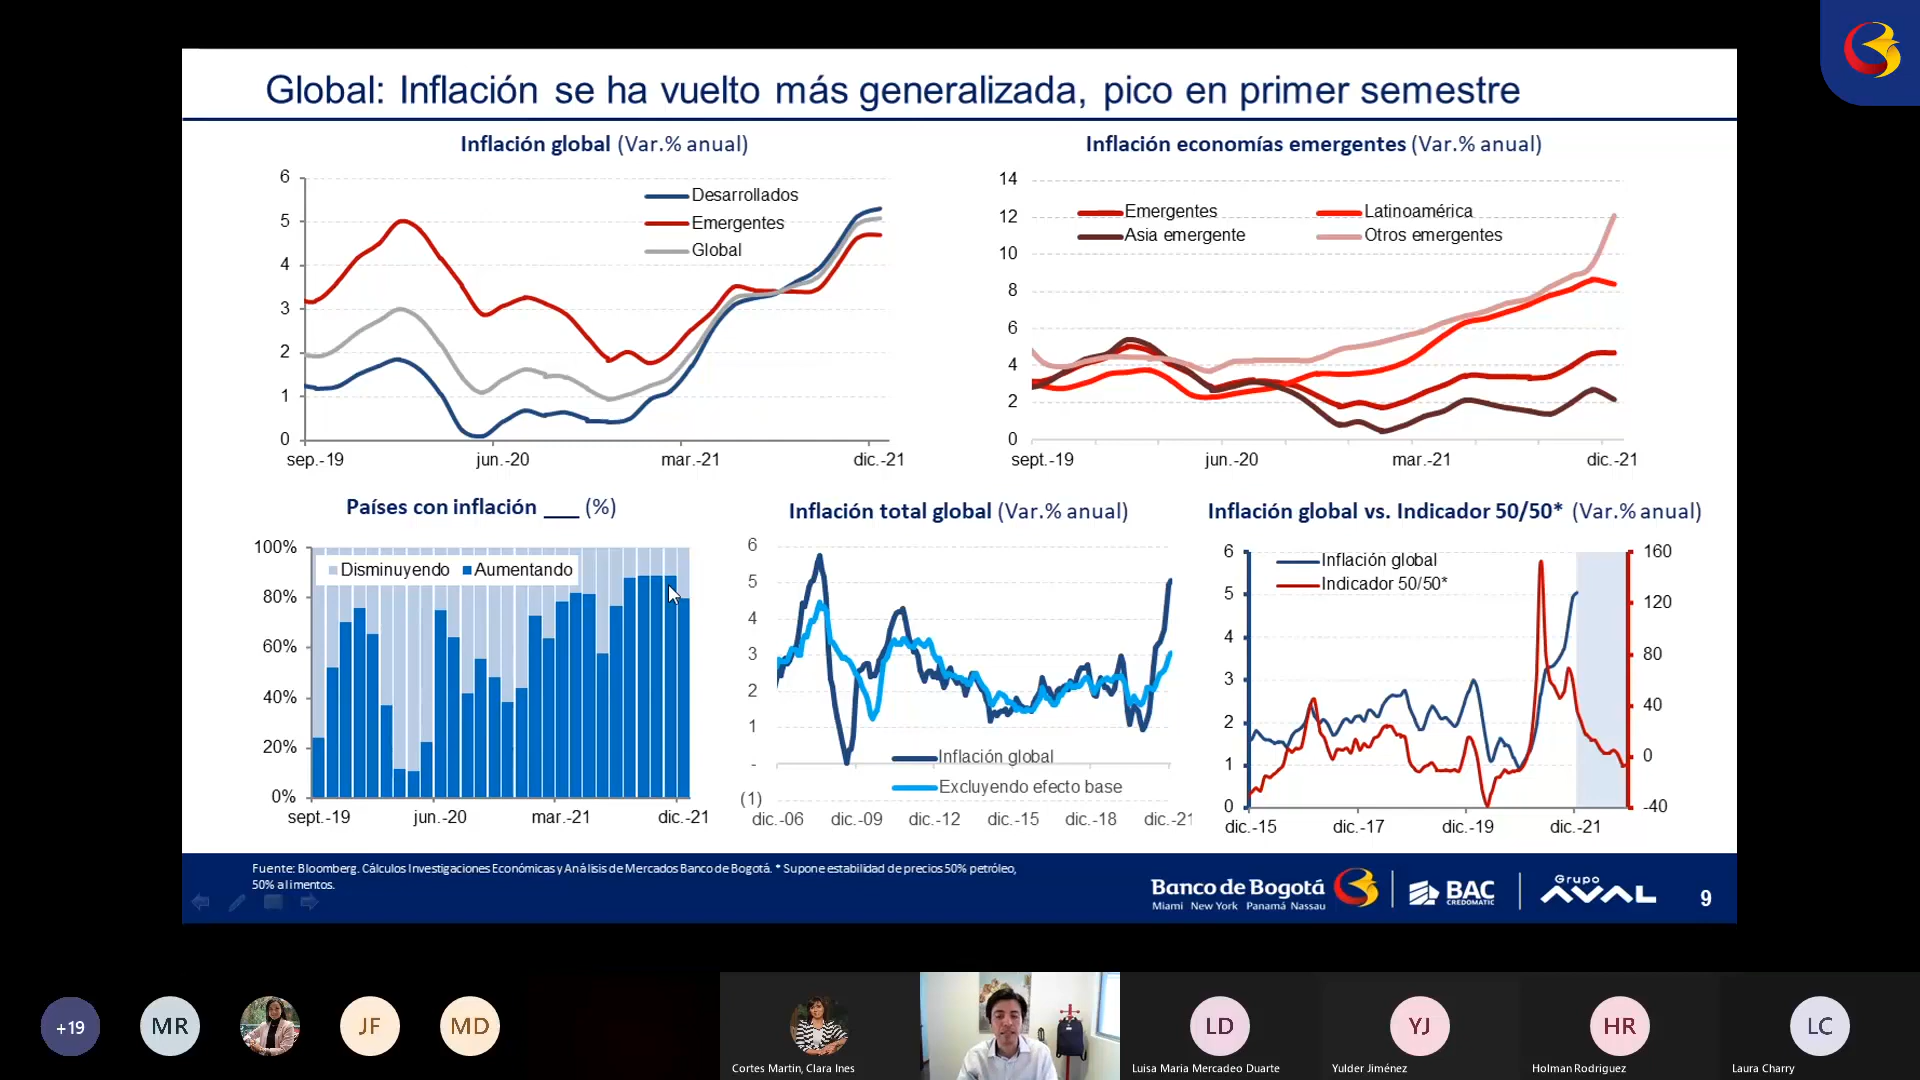 Global: Inflación se ha vuelto más generalizada, pico en primer semestre
Inflación global (Var.% anual)
6
5
4
3
2
1
0
Desarrollados
Emergentes
Global
sep.-19
jun.-20
mar.-21
dic.-21
Inflación economías emergentes (Var.% anual)
14
12
10
8
6
4
2
0
Emergentes
Latinoamérica
Asia emergente
Otros emergentes
sept.-19
jun.-20
mar.-21
dic.-21
Países con inflación ___ (%)
100%
80%
60%
40%
20%
0%
Disminuyendo
Aumentando
sept.-19
jun.-20
mar.-21
dic.-21
Inflación total global (Var.% anual)
6
5
4
3
2
1
-
(1)
Inflación global
Excluyendo efecto base
dic.-06
dic.-09
dic.-12
dic.-15
dic.-18
dic.-21
Inflación global vs. Indicador 50/50* (Var.% anual)
6
5
4
3
2
1
0
Inflación global
Indicador 50/50*
160
120
80
40
0
-40
dic.-15
dic.-17
dic.-19
dic.-21
Fuente: Bloomberg. Cálculos Investigaciones Económicas y Análisis de Mercados Banco de Bogotá. * Supone estabilidad de precios 50% petróleo,
50% alimentos.
Banco de Bogotá
Miami New York Panamá Nassau
BAC
CREDOMATIC
Grupo
AVAL
9
+19
MR
JF
MD
Cortes Martin, Clara Ines
LD
Luisa Maria Mercadeo Duarte
YJ
Yulder Jiménez
HR
Holman Rodriguez
LC
Laura Charry